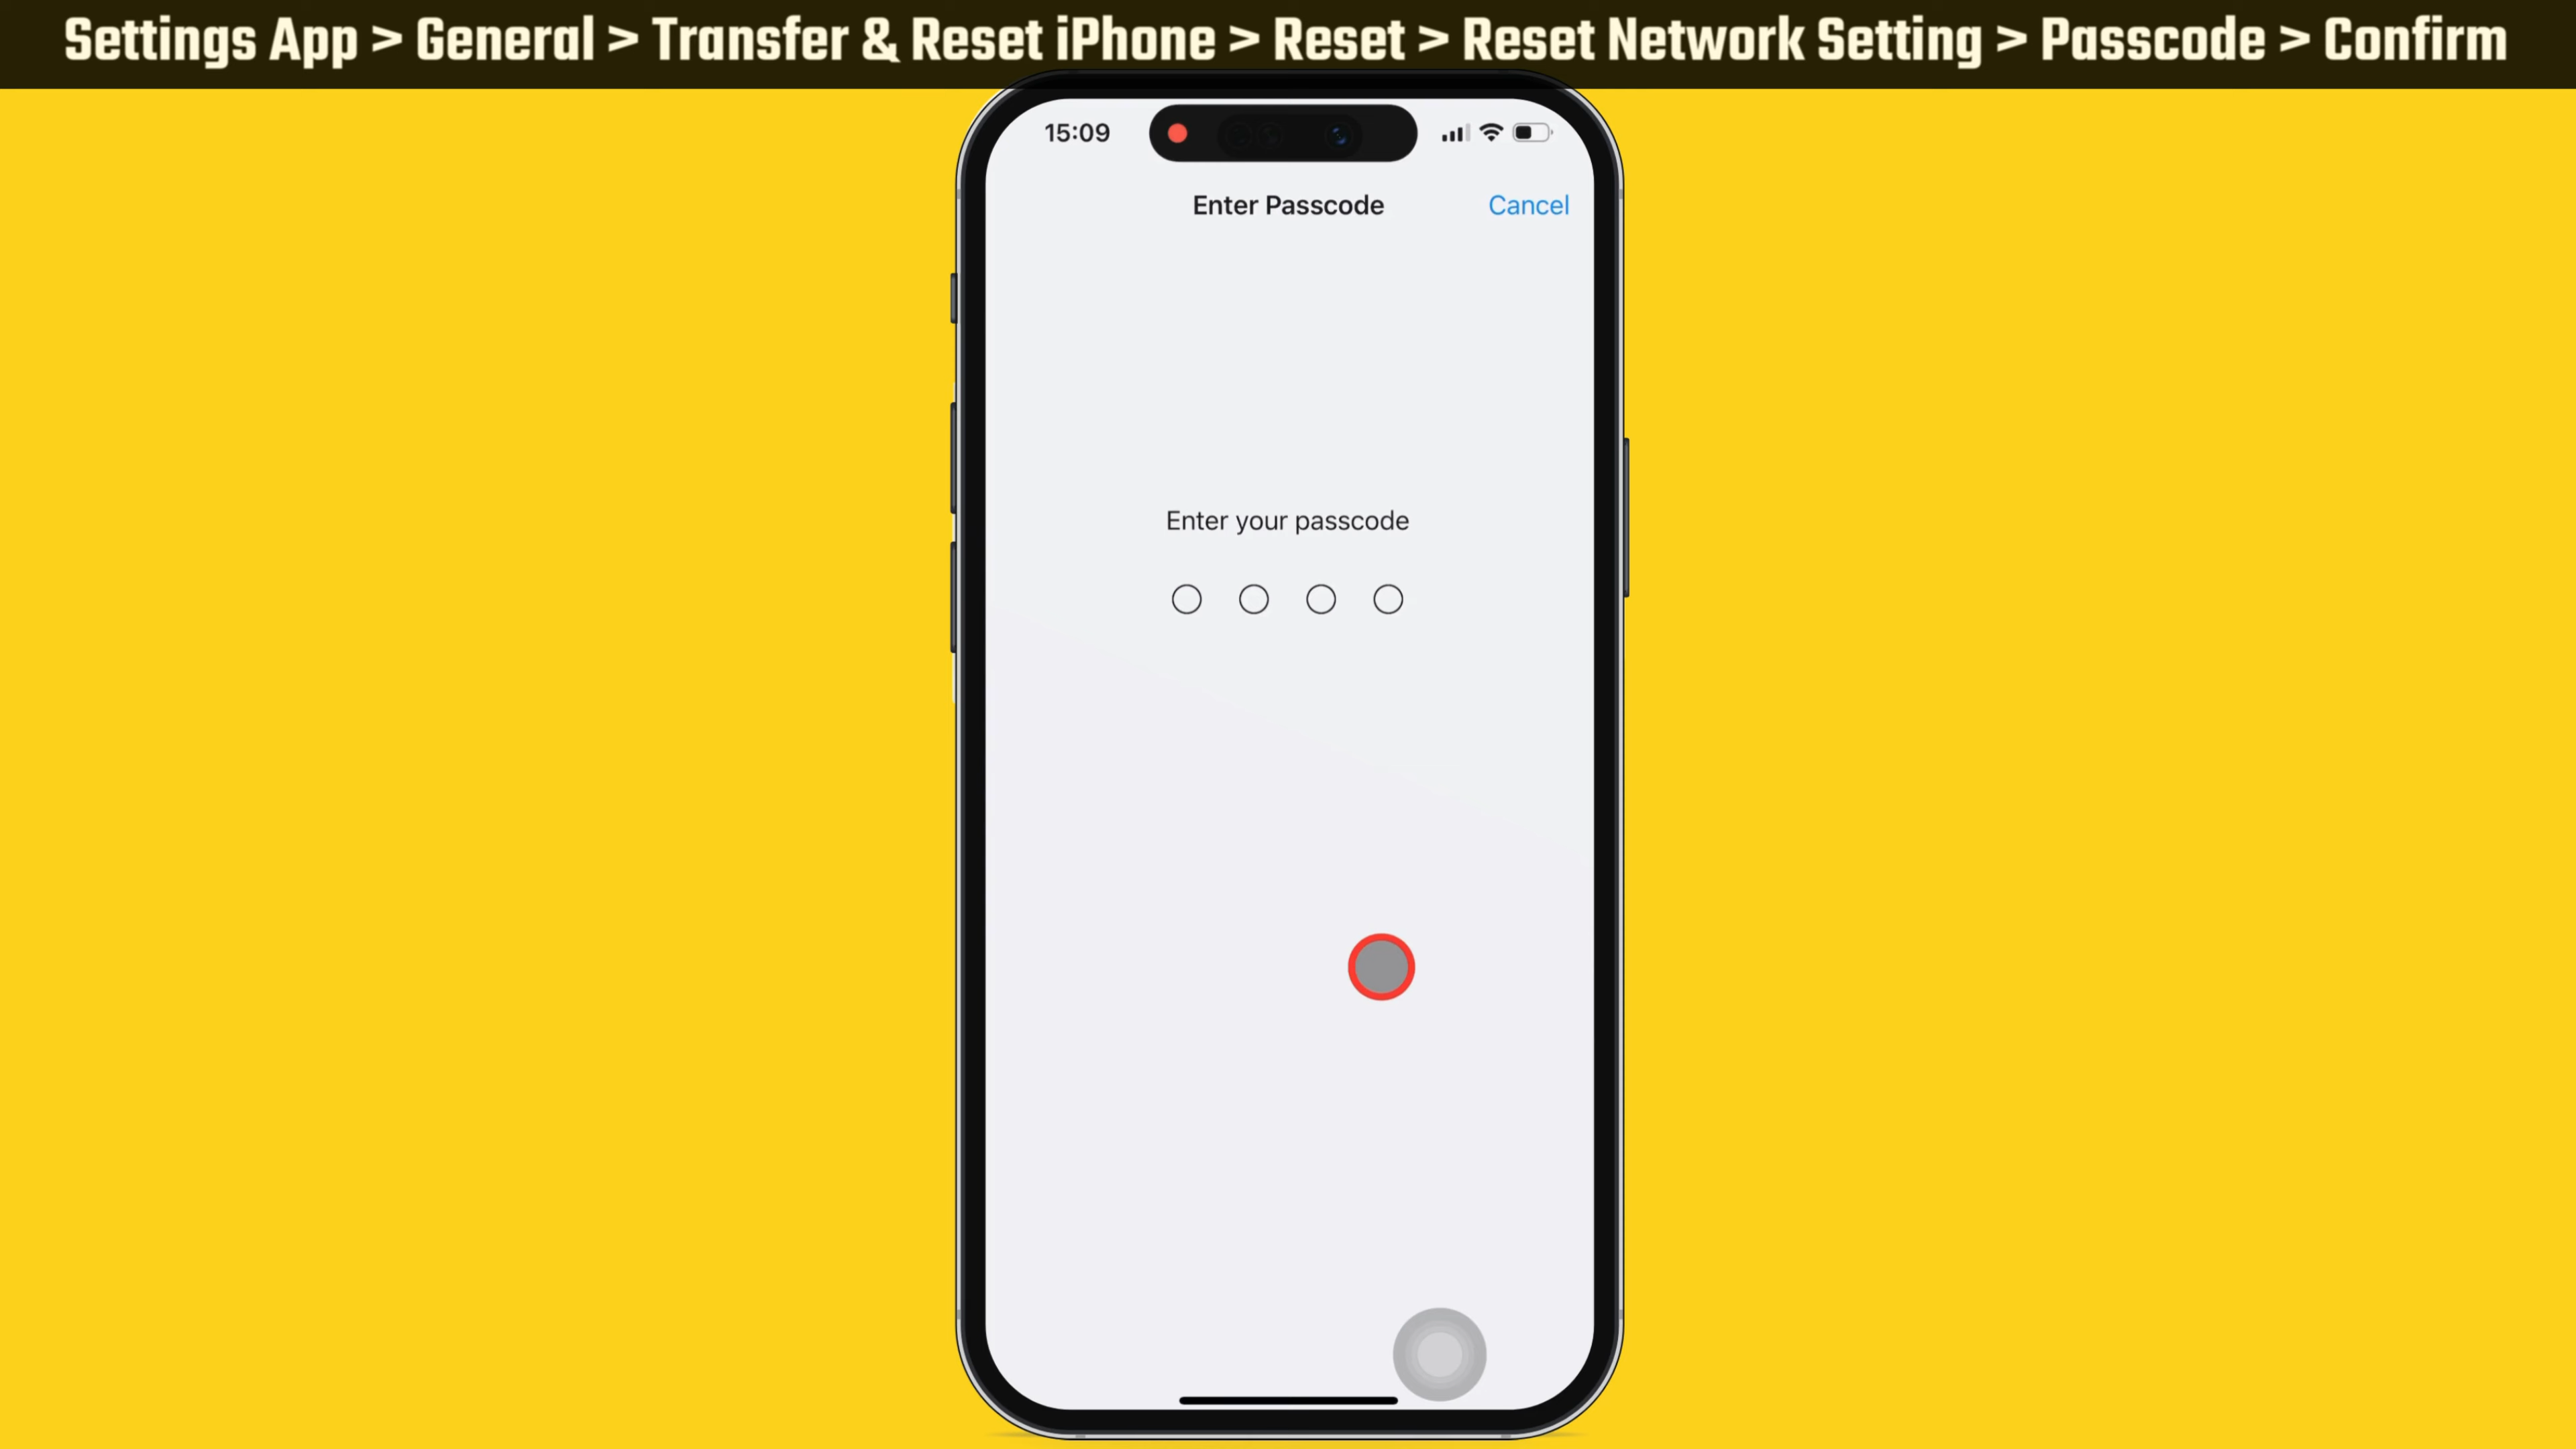 Settings App > General > Transfer & Reset iPhone > Reset > Reset Network Setting > Passcode > Confirm
15:09
Enter Passcode Cancel
Enter your passcode